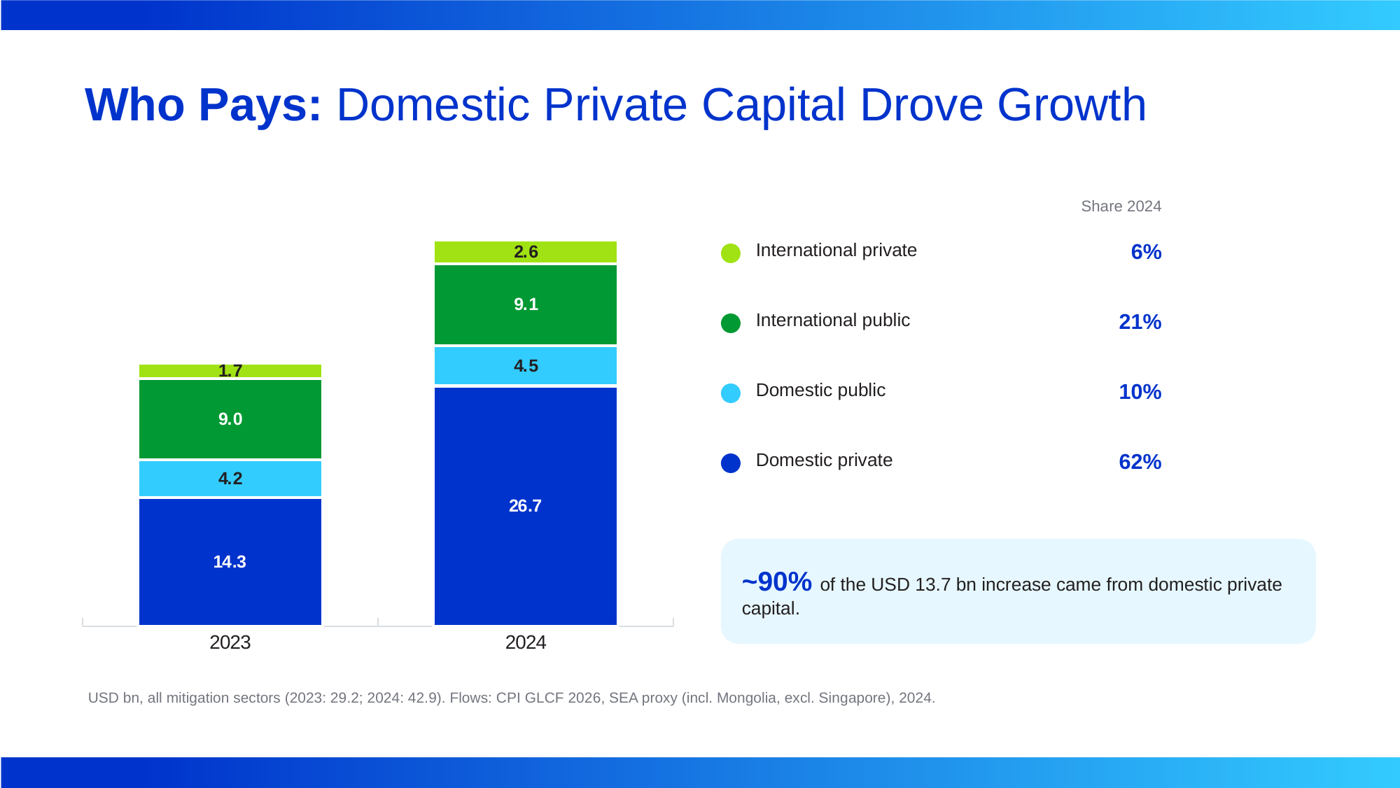 Who Pays: Domestic Private Capital Drove Growth
Share 2024
2.6
9.1
4.5
26.7
1.7
9.0
4.2
14.3
2023
2024
International private 6%
International public 21%
Domestic public 10%
Domestic private 62%
~90% of the USD 13.7 bn increase came from domestic private
capital.
USD bn, all mitigation sectors (2023: 29.2; 2024: 42.9). Flows: CPI GLCF 2026, SEA proxy (incl. Mongolia, excl. Singapore), 2024.